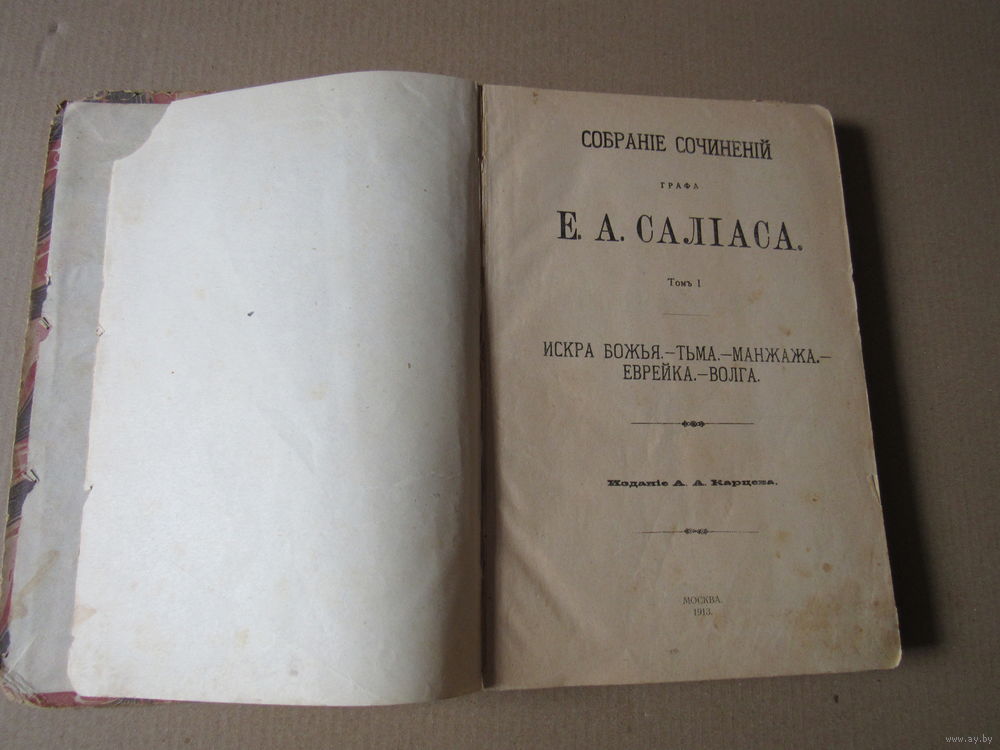 СОБРАНІЕ СОЧИНЕНІЙ
ГРАФА
Е. А. САЛІАСА.
Томъ I
ИСКРА БОЖЬЯ.—ТЬМА.—МАНЖАЖА.—
ЕВРЕЙКА.—ВОЛГА.
Изданіе А. А. Карцева.
МОСКВА.
1913.
www.ay.by